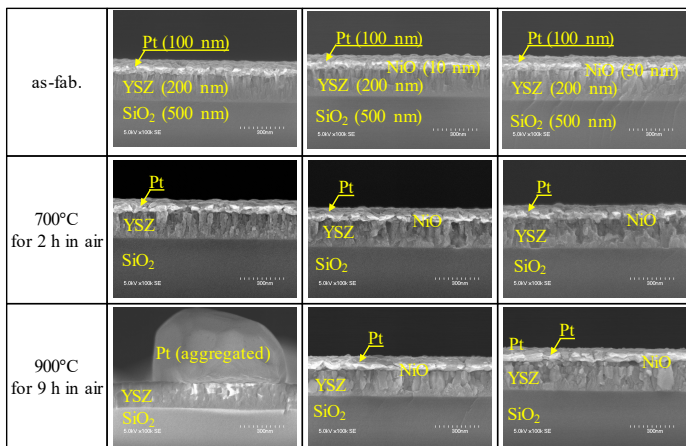 as-fab.
Pt (100 nm)
YSZ (200 nm)
SiO₂ (500 nm)
5.0kV x100k SE
300nm
Pt (100 nm)
NiO (10 nm)
YSZ (200 nm)
SiO₂ (500 nm)
5.0kV x100k SE
300nm
Pt (100 nm)
NiO (50 nm)
YSZ (200 nm)
SiO₂ (500 nm)
5.0kV x100k SE
300nm
700°C
for 2 h in air
Pt
YSZ
SiO₂
5.0kV x100k SE
300nm
Pt
NiO
YSZ
SiO₂
5.0kV x100k SE
300nm
Pt
NiO
YSZ
SiO₂
5.0kV x100k SE
300nm
900°C
for 9 h in air
Pt (aggregated)
YSZ
SiO₂
5.0kV x100k SE
300nm
Pt
NiO
YSZ
SiO₂
5.0kV x100k SE
300nm
Pt
Pt
NiO
YSZ
SiO₂
5.0kV x100k SE
300nm